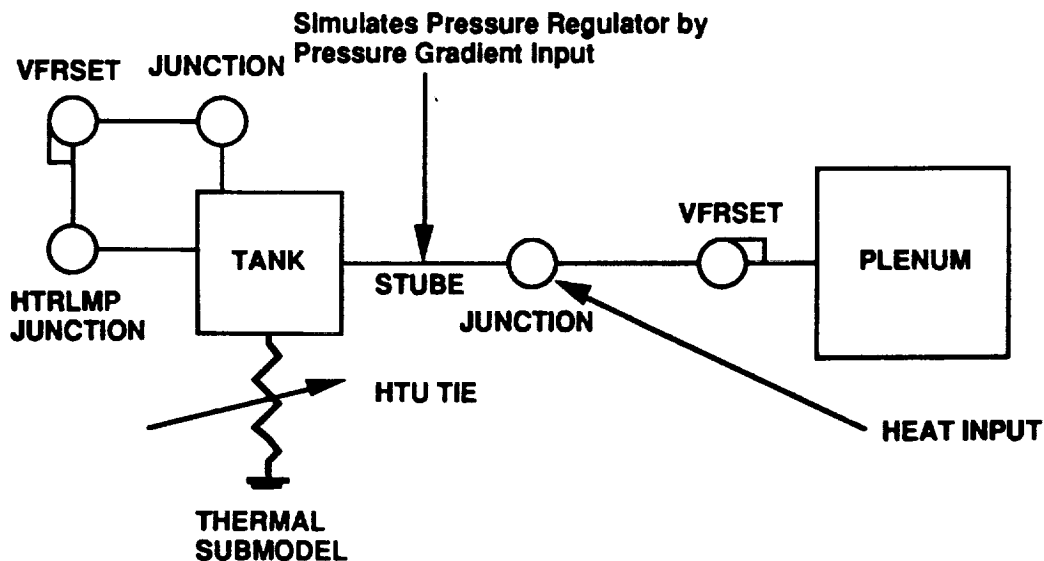 Simulates Pressure Regulator by
Pressure Gradient Input
VFRSET
JUNCTION
VFRSET
TANK
STUBE
PLENUM
HTRLMP
JUNCTION
JUNCTION
HTU TIE
HEAT INPUT
THERMAL
SUBMODEL